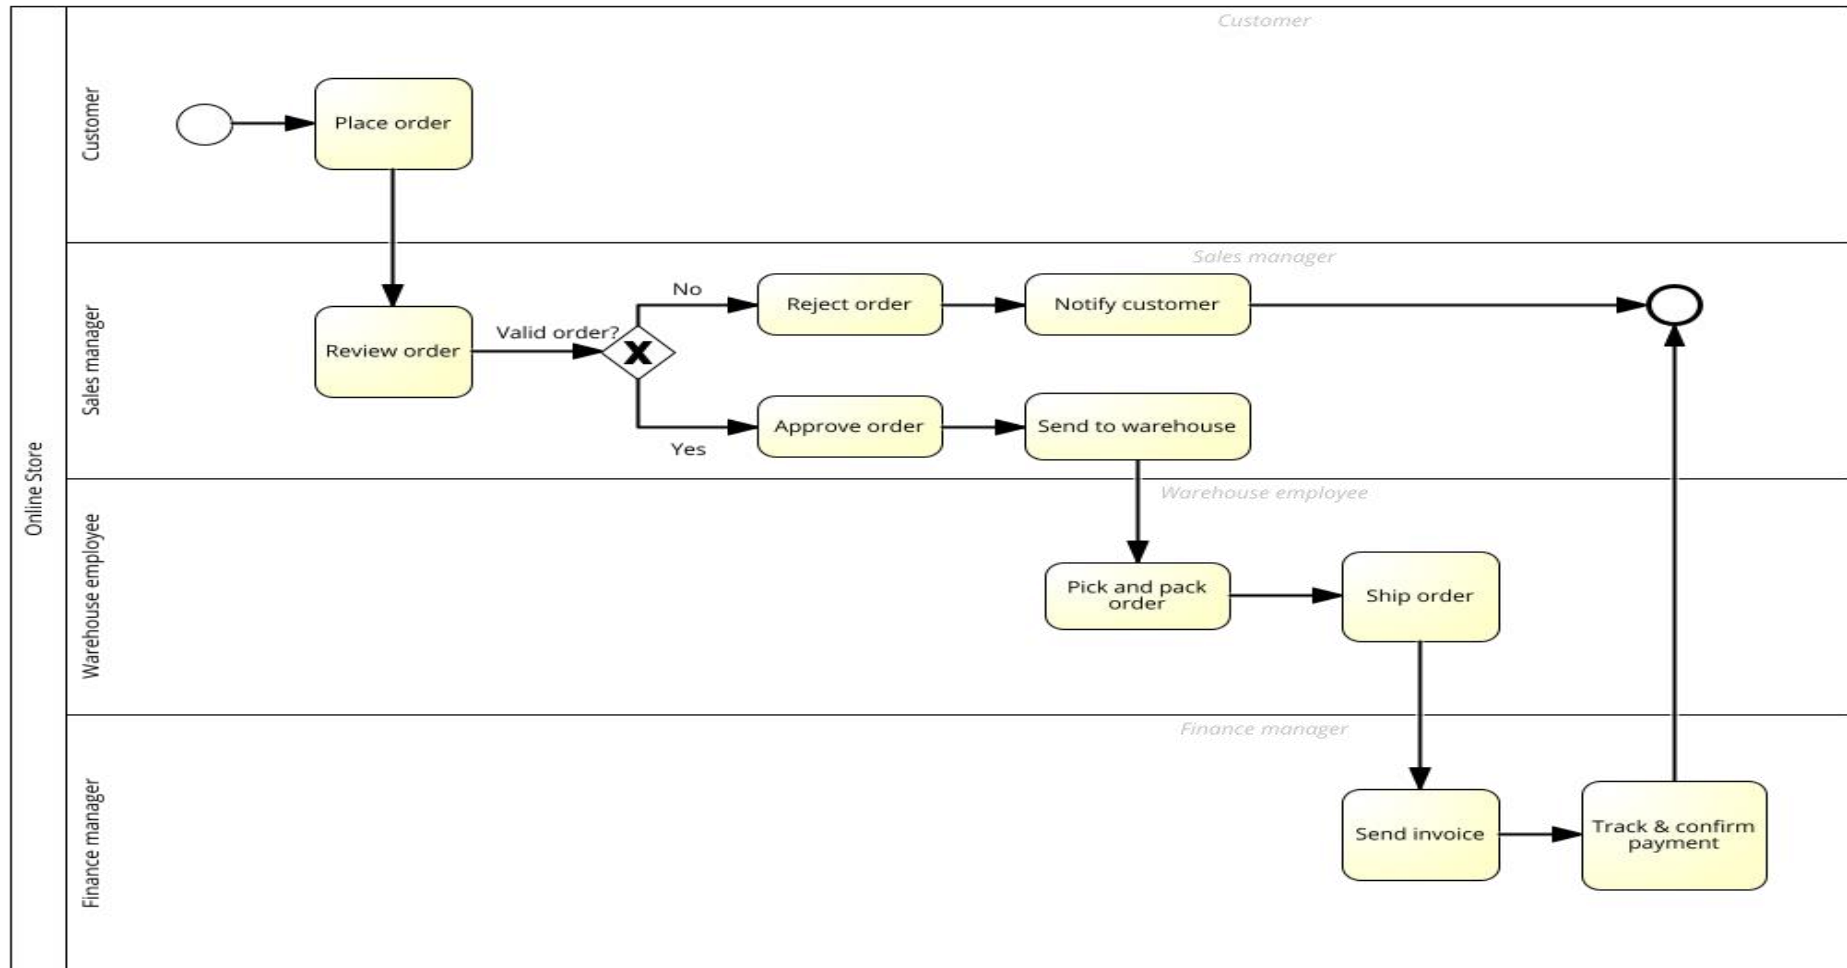 Online Store
Customer
Customer
Place order
Sales manager
Sales manager
Review order
Valid order?
No
Reject order
Notify customer
Yes
Approve order
Send to warehouse
Warehouse employee
Warehouse employee
Pick and pack
order
Ship order
Finance manager
Finance manager
Send invoice
Track & confirm
payment